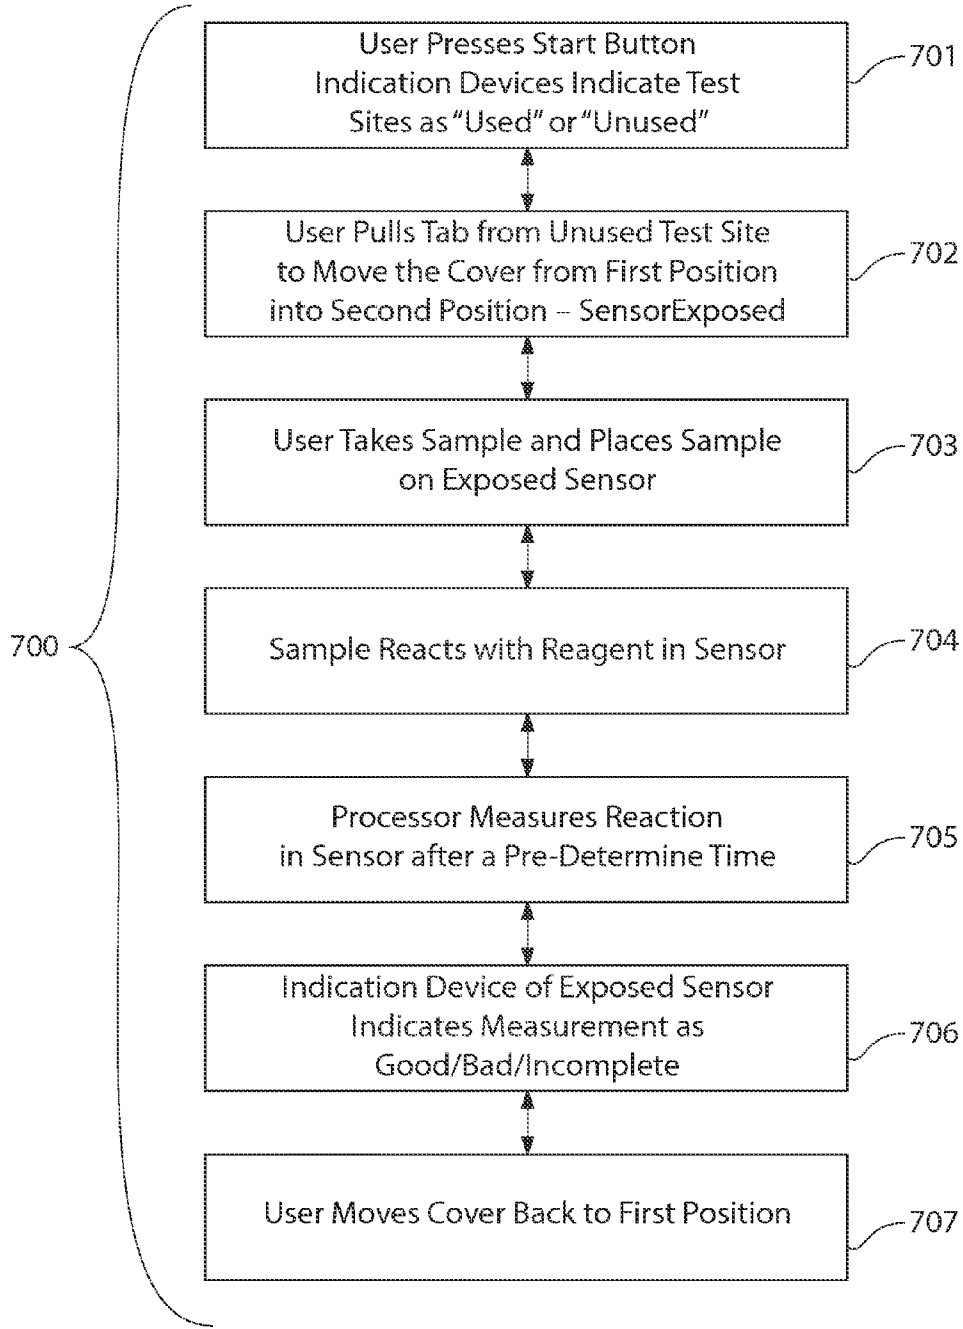 User Presses Start Button
Indication Devices Indicate Test
Sites as “Used” or “Unused”
701
User Pulls Tab from Unused Test Site
to Move the Cover from First Position
into Second Position – SensorExposed
702
User Takes Sample and Places Sample
on Exposed Sensor
703
700
Sample Reacts with Reagent in Sensor
704
Processor Measures Reaction
in Sensor after a Pre-Determine Time
705
Indication Device of Exposed Sensor
Indicates Measurement as
Good/Bad/Incomplete
706
User Moves Cover Back to First Position
707